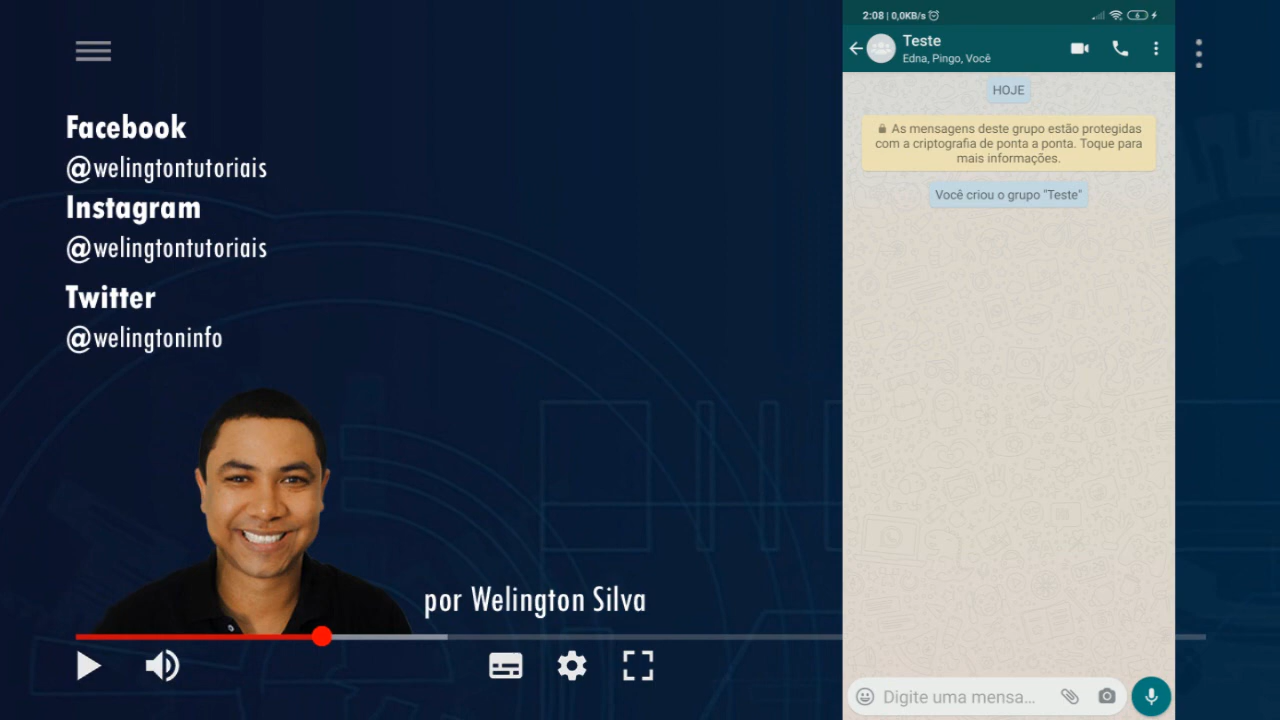 Facebook
@welingtontutoriais
Instagram
@welingtontutoriais
Twitter
@welingtoninfo
por Welington Silva
2:08 | 0,0KB/s
Teste
Edna, Pingo, Você
HOJE
As mensagens deste grupo estão protegidas
com a criptografia de ponta a ponta. Toque para
mais informações.
Você criou o grupo "Teste"
Digite uma mensa...